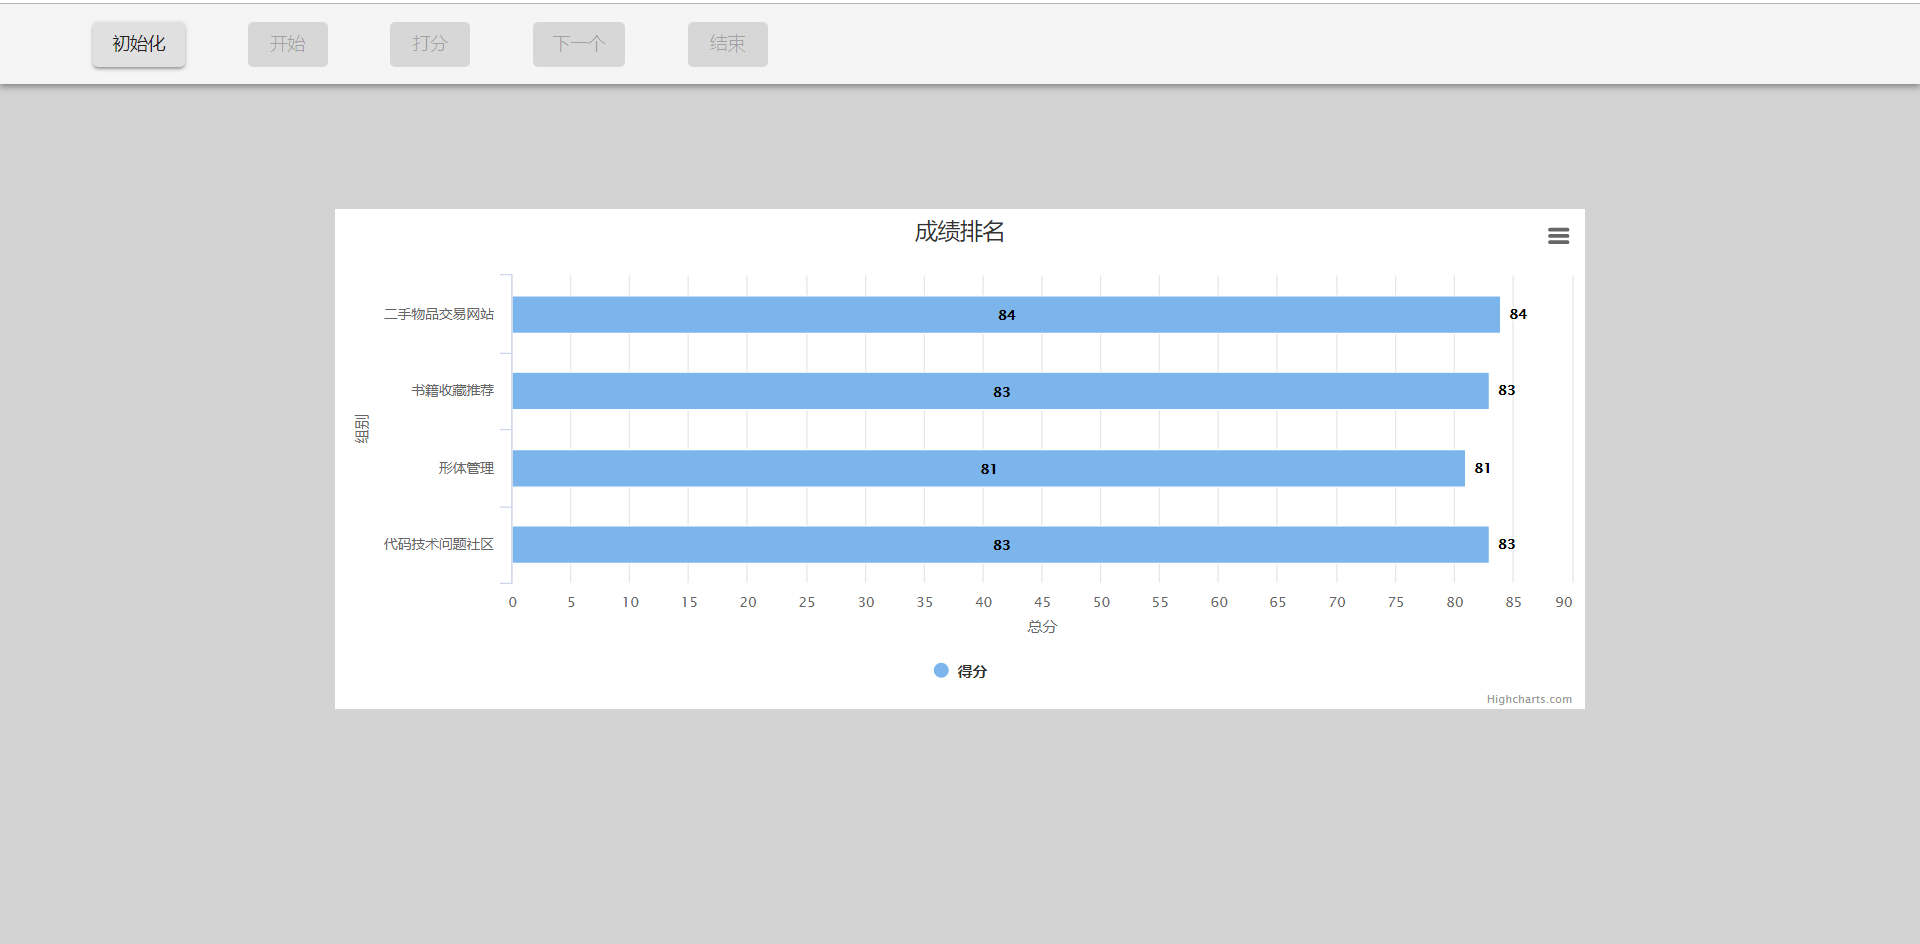 初始化 开始 打分 下一个 结束
成绩排名
二手物品交易网站 84 84
书籍收藏推荐 83 83
组别
形体管理 81 81
代码技术问题社区 83 83
0 5 10 15 20 25 30 35 40 45 50 55 60 65 70 75 80 85 90
总分
得分
Highcharts.com